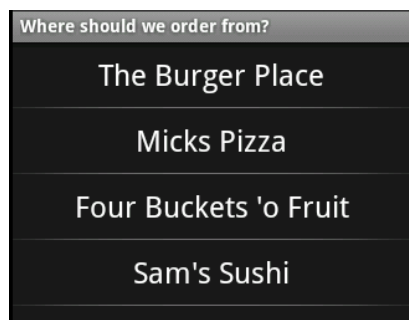 Where should we order from?
The Burger Place
Micks Pizza
Four Buckets 'o Fruit
Sam's Sushi